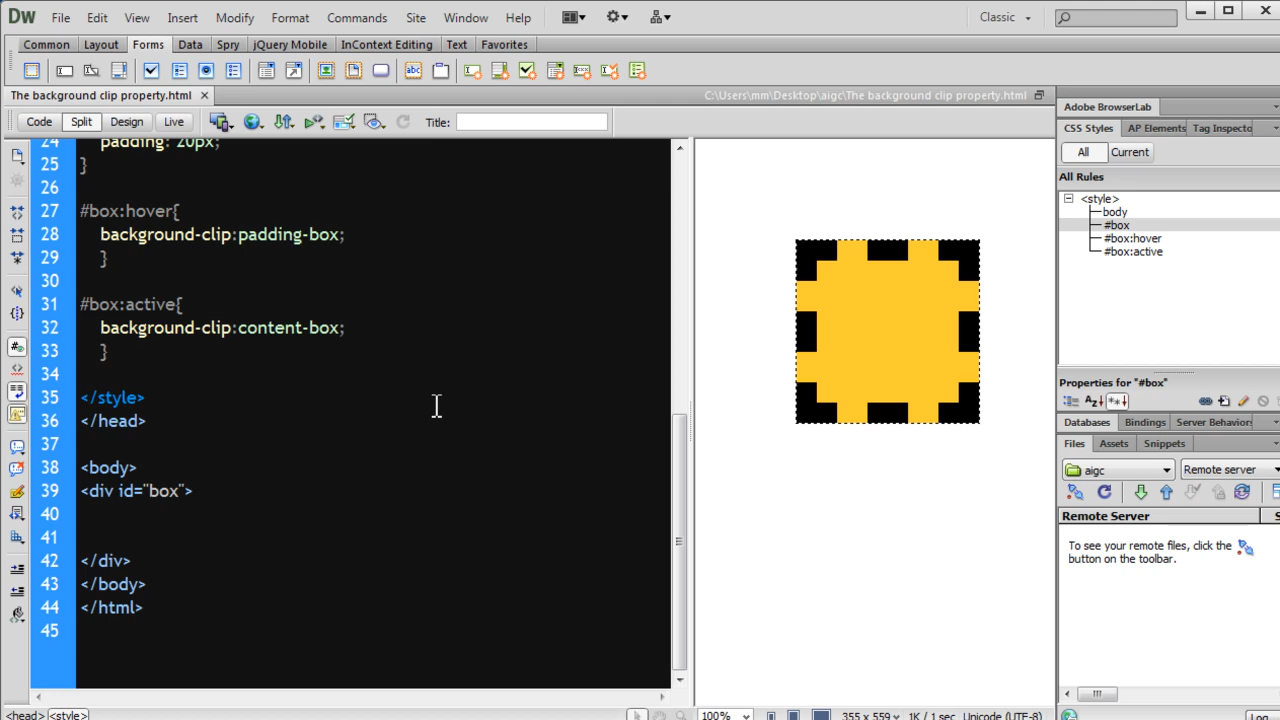 Dw File Edit View Insert Modify Format Commands Site Window Help Classic
Common Layout Forms Data Spry jQuery Mobile InContext Editing Text Favorites
abc
The background clip property.html × C:\Users\mm\Desktop\aigc\The background clip property.html
Code Split Design Live Title:
24 padding: 20px;
25 }
26
27 #box:hover{
28 background-clip:padding-box;
29 }
30
31 #box:active{
32 background-clip:content-box;
33 }
34
35 </style>
36 </head>
37
38 <body>
39 <div id="box">
40
41
42 </div>
43 </body>
44 </html>
45
<head> <style> 100% 355 x 559 1K / 1 sec Unicode (UTF-8)
Adobe BrowserLab
CSS Styles AP Elements Tag Inspecto
All Current
All Rules
<style>
body
#box
#box:hover
#box:active
Properties for "#box"
Databases Bindings Server Behaviors
Files Assets Snippets
aigc Remote server
Remote Server S
To see your remote files, click the
button on the toolbar.
Log